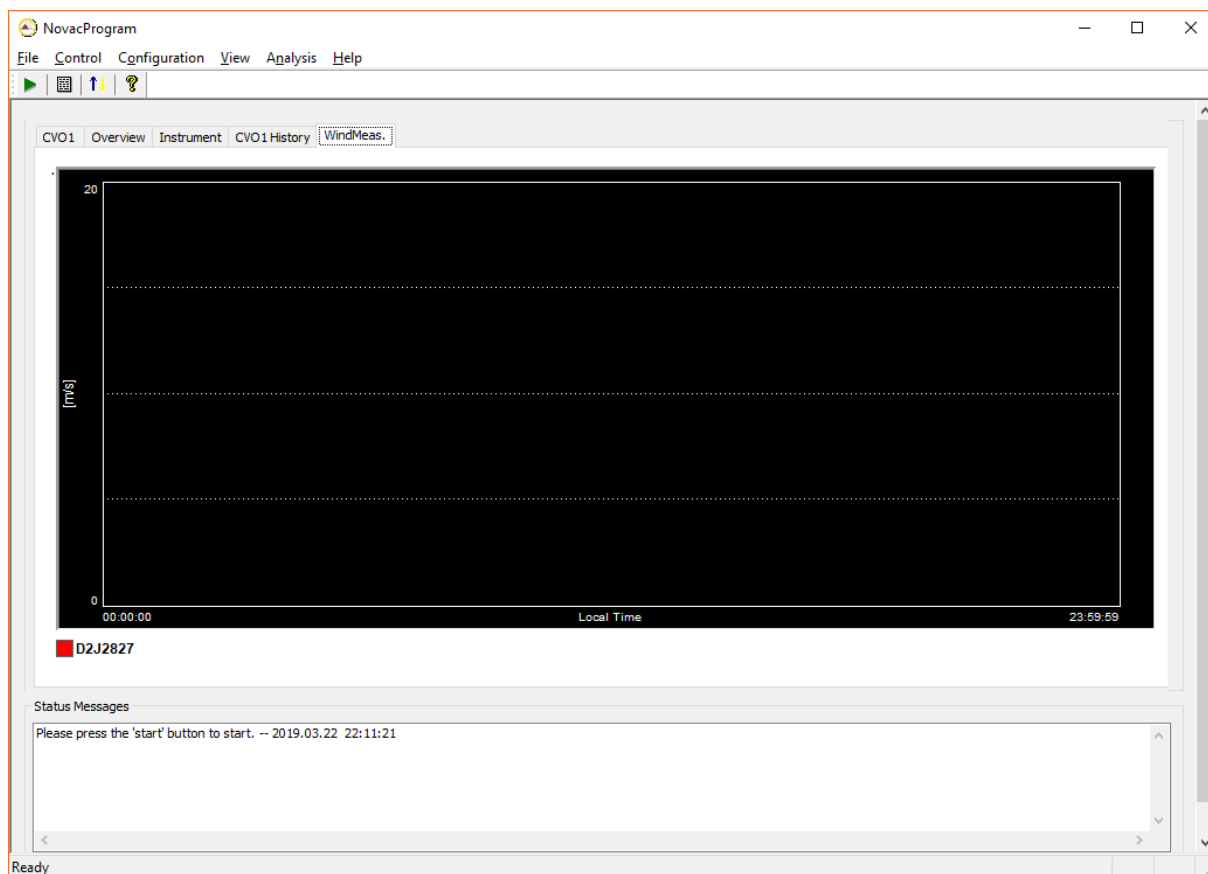 NovacProgram
File Control Configuration View Analysis Help
CVO1 Overview Instrument CVO1 History WindMeas.
20
[m/s]
0
00:00:00 Local Time 23:59:59
D2J2827
Status Messages
Please press the 'start' button to start. -- 2019.03.22 22:11:21
Ready